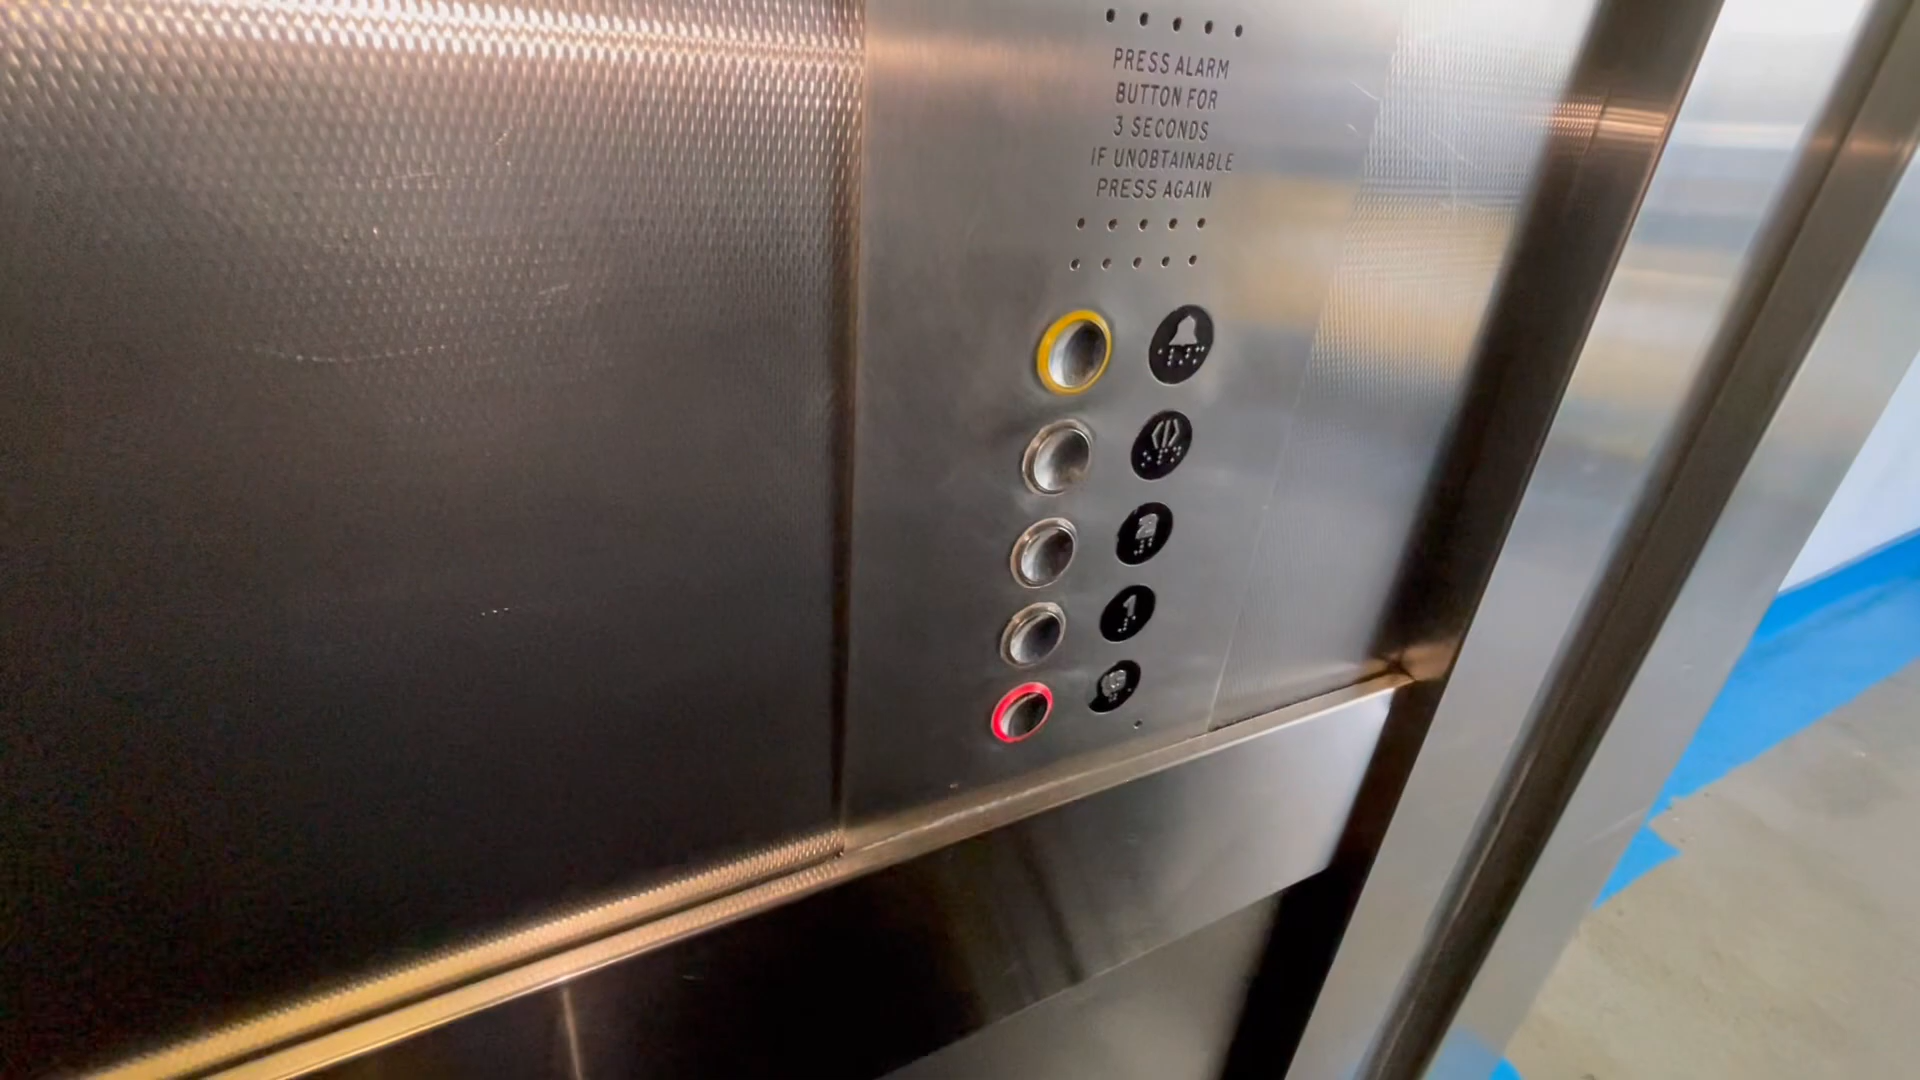 PRESS ALARM
BUTTON FOR
3 SECONDS
IF UNOBTAINABLE
PRESS AGAIN
2
1